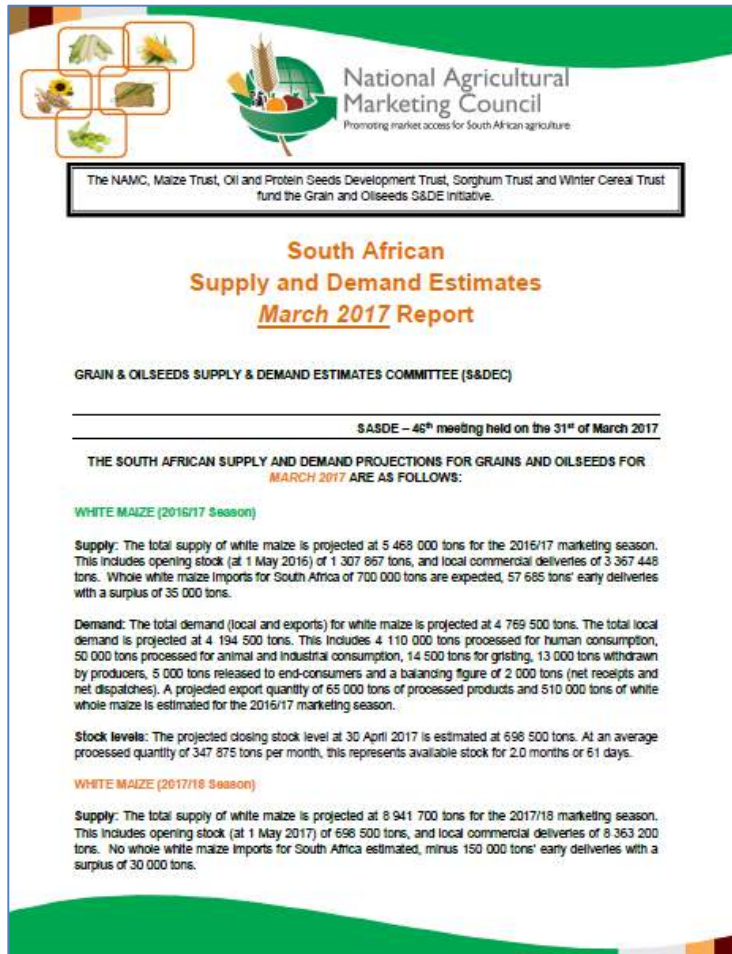 National Agricultural
Marketing Council
Promoting market access for South African agriculture
The NAMC, Maize Trust, Oil and Protein Seeds Development Trust, Sorghum Trust and Winter Cereal Trust
fund the Grain and Oilseeds S&DE Initiative.
South African
Supply and Demand Estimates
March 2017 Report
GRAIN & OILSEEDS SUPPLY & DEMAND ESTIMATES COMMITTEE (S&DEC)
SASDE – 46th meeting held on the 31st of March 2017
THE SOUTH AFRICAN SUPPLY AND DEMAND PROJECTIONS FOR GRAINS AND OILSEEDS FOR
MARCH 2017 ARE AS FOLLOWS:
WHITE MAIZE (2016/17 Season)
Supply: The total supply of white maize is projected at 5 468 000 tons for the 2016/17 marketing season.
This includes opening stock (at 1 May 2016) of 1 307 867 tons, and local commercial deliveries of 3 367 448
tons. Whole white maize imports for South Africa of 700 000 tons are expected, 57 685 tons' early deliveries
with a surplus of 35 000 tons.
Demand: The total demand (local and exports) for white maize is projected at 4 769 500 tons. The total local
demand is projected at 4 194 500 tons. This includes 4 110 000 tons processed for human consumption,
50 000 tons processed for animal and industrial consumption, 14 500 tons for gristing, 13 000 tons withdrawn
by producers, 5 000 tons released to end-consumers and a balancing figure of 2 000 tons (net receipts and
net dispatches). A projected export quantity of 65 000 tons of processed products and 510 000 tons of white
whole maize is estimated for the 2016/17 marketing season.
Stock levels: The projected closing stock level at 30 April 2017 is estimated at 698 500 tons. At an average
processed quantity of 347 875 tons per month, this represents available stock for 2.0 months or 61 days.
WHITE MAIZE (2017/18 Season)
Supply: The total supply of white maize is projected at 8 941 700 tons for the 2017/18 marketing season.
This includes opening stock (at 1 May 2017) of 698 500 tons, and local commercial deliveries of 8 363 200
tons. No whole white maize imports for South Africa estimated, minus 150 000 tons' early deliveries with a
surplus of 30 000 tons.